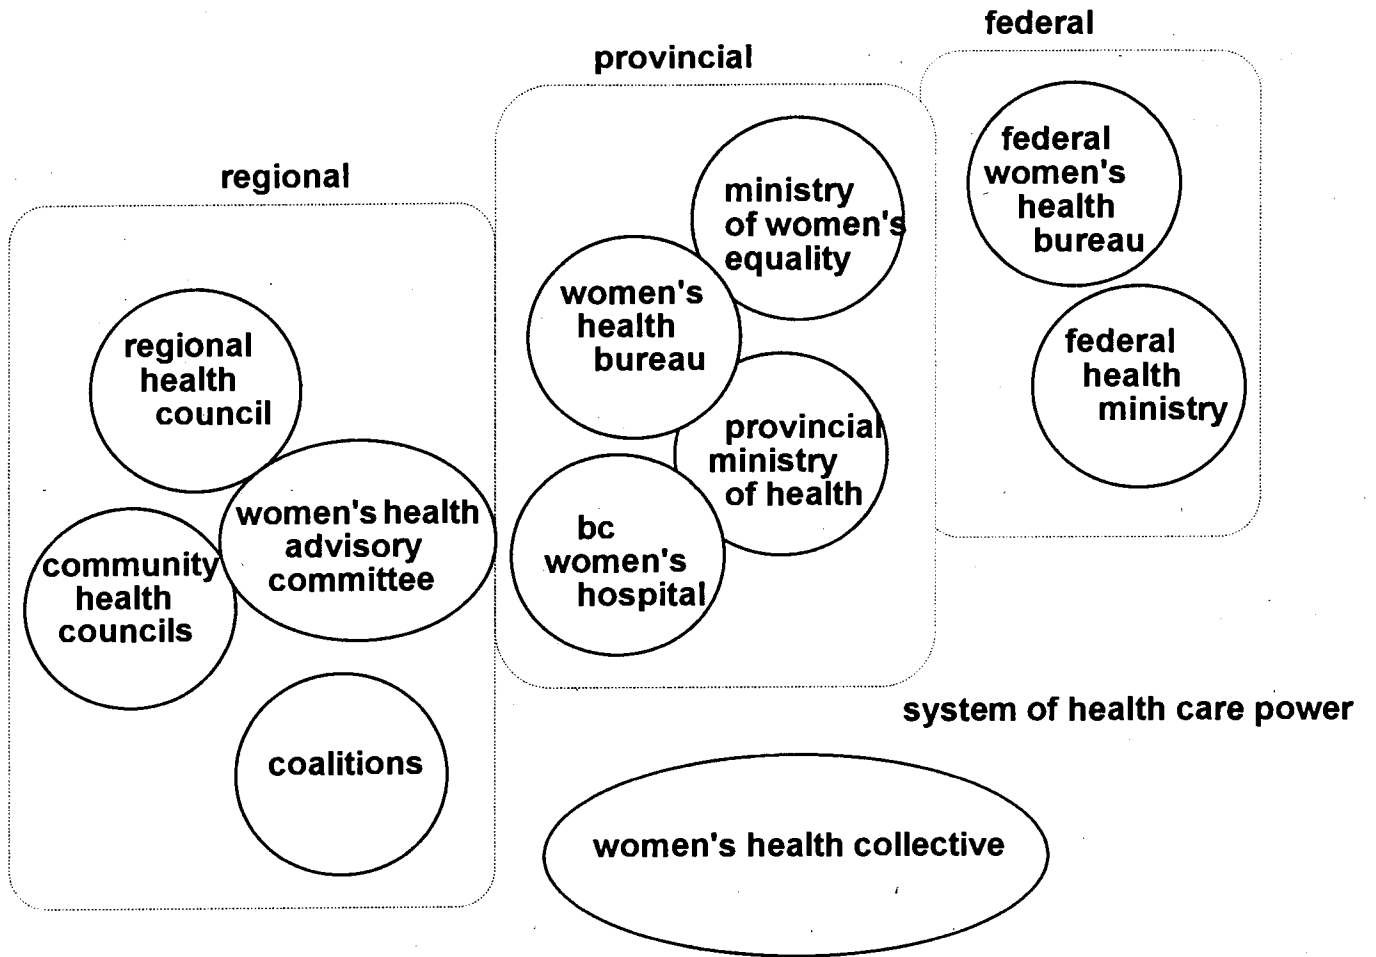 federal
provincial
regional
federal
women's
health
bureau
ministry
of women's
equality
women's
health
bureau
federal
health
ministry
regional
health
council
provincial
ministry
of health
women's health
advisory
committee
bc
women's
hospital
community
health
councils
system of health care power
coalitions
women's health collective